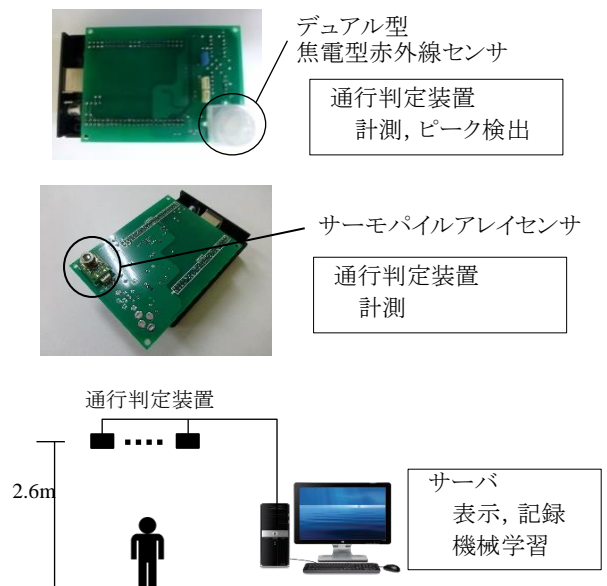 デュアル型
焦電型赤外線センサ
通行判定装置
計測, ピーク検出
サーモパイルアレイセンサ
通行判定装置
計測
通行判定装置
2.6m
サーバ
表示, 記録
機械学習